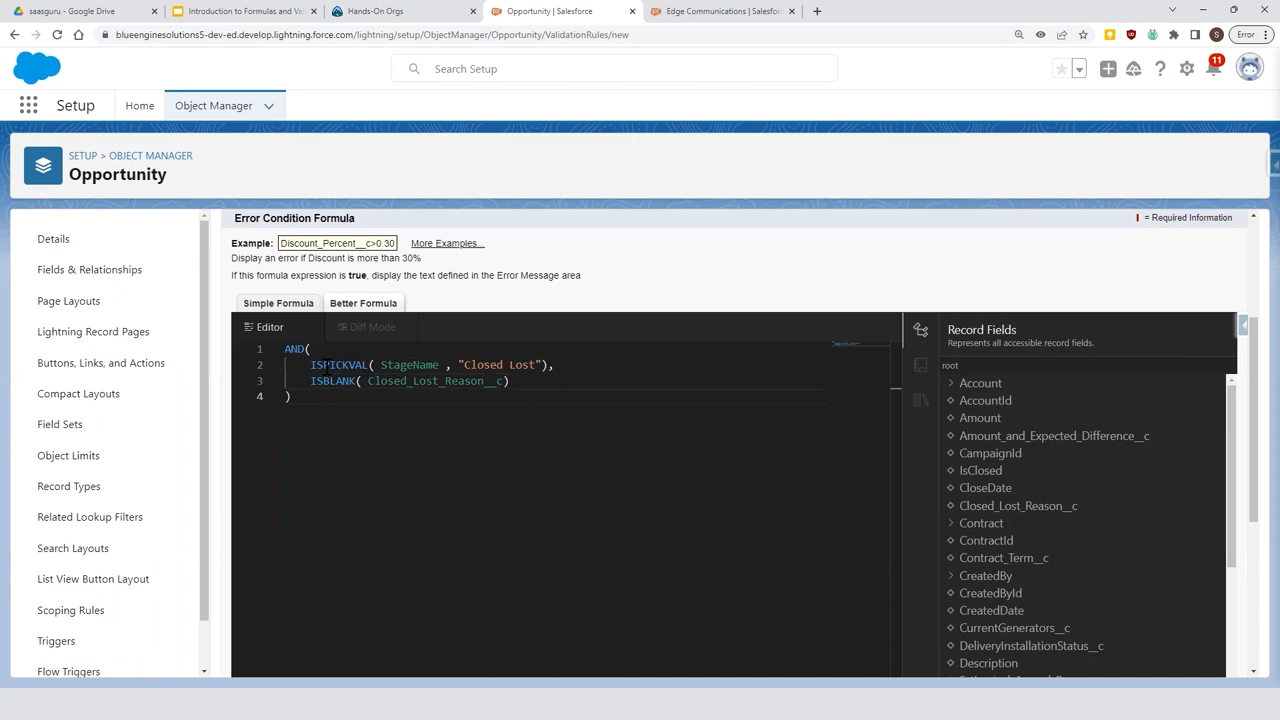 saasguru - Google Drive
Introduction to Formulas and Va
Hands-On Orgs
Opportunity | Salesforce
Edge Communications | Salesfor
blueenginesolutions5-dev-ed.develop.lightning.force.com/lightning/setup/ObjectManager/Opportunity/ValidationRules/new
S
Error
Search Setup
11
Setup
Home
Object Manager
SETUP > OBJECT MANAGER
Opportunity
Details
Fields & Relationships
Page Layouts
Lightning Record Pages
Buttons, Links, and Actions
Compact Layouts
Field Sets
Object Limits
Record Types
Related Lookup Filters
Search Layouts
List View Button Layout
Scoping Rules
Triggers
Flow Triggers
Error Condition Formula
= Required Information
Example: Discount_Percent__c>0.30 More Examples...
Display an error if Discount is more than 30%
If this formula expression is true, display the text defined in the Error Message area
Simple Formula
Better Formula
Editor
Diff Mode
1 AND(
2 ISPICKVAL( StageName , "Closed Lost"),
3 ISBLANK( Closed_Lost_Reason__c)
4 )
Record Fields
Represents all accessible record fields.
root
Account
AccountId
Amount
Amount_and_Expected_Difference__c
CampaignId
IsClosed
CloseDate
Closed_Lost_Reason__c
Contract
ContractId
Contract_Term__c
CreatedBy
CreatedById
CreatedDate
CurrentGenerators__c
DeliveryInstallationStatus__c
Description